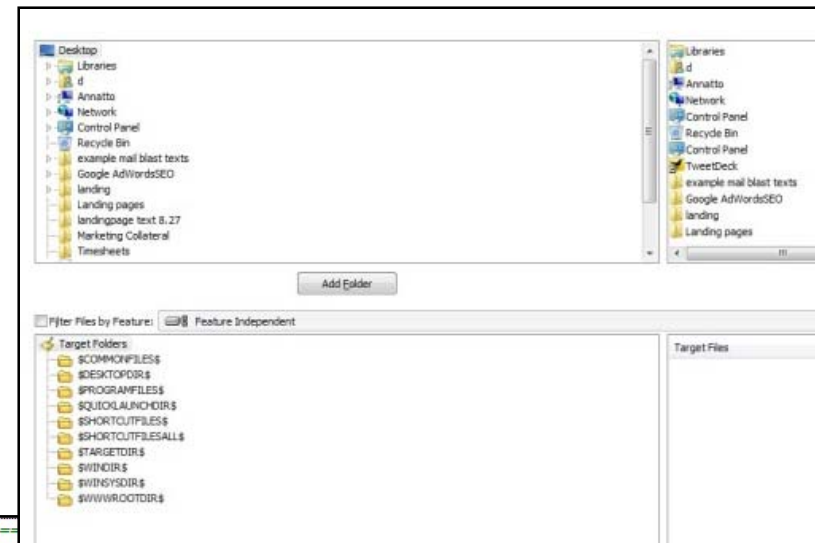 Desktop
Libraries
d
Annatto
Network
Control Panel
Recycle Bin
example mail blast texts
Google AdWordsSEO
landing
Landing pages
landingpage text 8.27
Marketing Collateral
Timesheets
Libraries
d
Annatto
Network
Control Panel
Recycle Bin
Control Panel
TweetDeck
example mail blast texts
Google AdWordsSEO
landing
Landing pages
Add Folder
Filter Files by Feature: Feature Independent
Target Folders
$COMMONFILES$
$DESKTOPDIR$
$PROGRAMFILES$
$QUICKLAUNCHDIR$
$SHORTCUTFILES$
$SHORTCUTFILESALL$
$TARGETDIR$
$WINDIR$
$WINSYSDIR$
$WWWROOTDIR$
Target Files
==